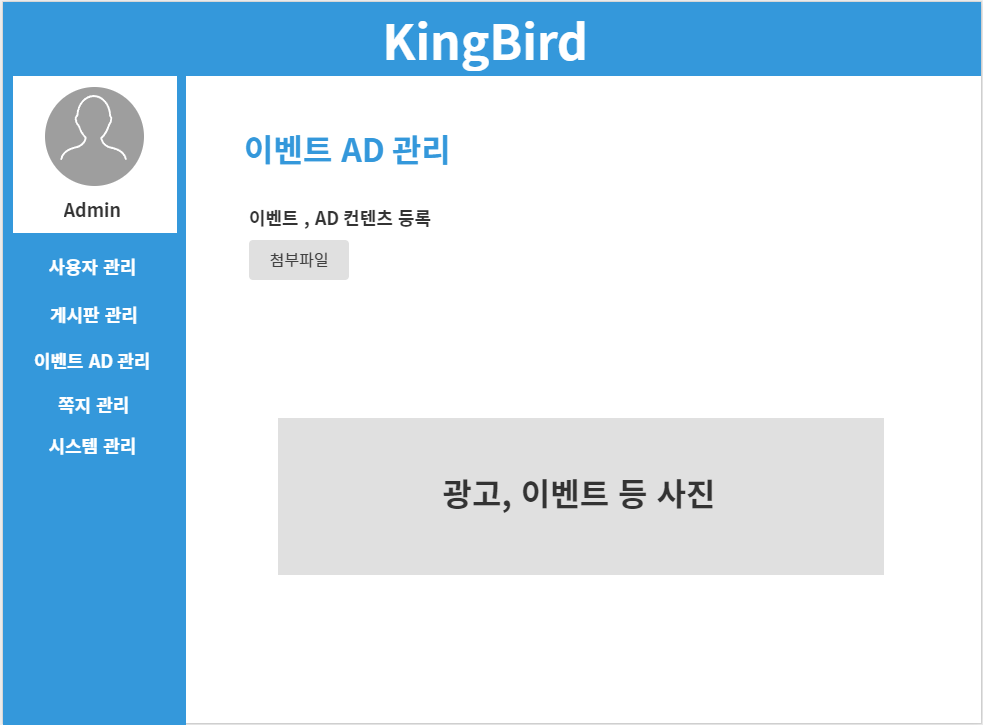 KingBird
Admin
사용자 관리
게시판 관리
이벤트 AD 관리
쪽지 관리
시스템 관리
이벤트 AD 관리
이벤트 , AD 컨텐츠 등록
첨부파일
광고, 이벤트 등 사진